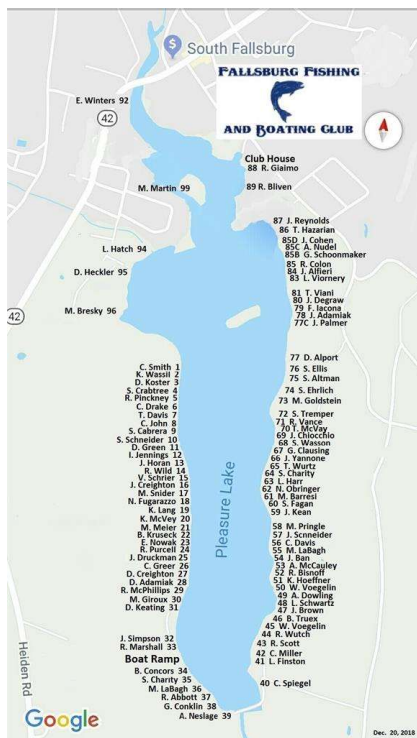 South Fallsburg
FALLSBURG FISHING
AND BOATING CLUB
E. Winters 92
42
Club House
88 R. Giaimo
M. Martin 99
89 R. Bliven
87 J. Reynolds
86 T. Hazarian
85D J. Cohen
85C A. Nudel
85B G. Schoonmaker
85 R. Colon
84 J. Alfieri
83 L. Viornery
L. Hatch 94
D. Heckler 95
M. Bresky 96
42
81 T. Viani
80 J. Degraw
79 F. Iacona
78 J. Adamiak
77C J. Palmer
77 D. Alport
76 S. Ellis
75 S. Altman
74 S. Ehrlich
73 M. Goldstein
72 S. Tremper
71 R. Vance
70 T. McVay
69 J. Chiocchio
68 S. Wasson
67 G. Clausing
66 J. Yannone
65 T. Wurtz
64 S. Charity
63 L. Harr
62 N. Obringer
61 M. Barresi
60 S. Fagan
59 J. Kean
58 M. Pringle
57 J. Scnneider
56 C. Davis
55 M. LaBagh
54 J. Ban
53 A. McCauley
52 R. Bisnoff
51 K. Hoeffner
50 W. Voegelin
49 A. Dowling
48 L. Schwartz
47 J. Brown
46 B. Truex
45 W. Voegelin
44 R. Wutch
43 R. Scott
42 C. Miller
41 L. Finston
40 C. Spiegel
C. Smith 1
K. Wassil 2
D. Koster 3
S. Crabtree 4
R. Pinckney 5
C. Drake 6
T. Davis 7
C. John 8
S. Cabrera 9
S. Schneider 10
D. Green 11
I. Jennings 12
J. Horan 13
R. Wild 14
V. Schrier 15
J. Creighton 16
M. Snider 17
N. Fugarazzo 18
K. Lang 19
K. McVey 20
M. Meier 21
B. Kruseck 22
E. Nowak 23
R. Purcell 24
J. Druckman 25
C. Greer 26
D. Creighton 27
D. Adamiak 28
R. McPhillips 29
M. Giroux 30
D. Keating 31
J. Simpson 32
R. Marshall 33
Boat Ramp
B. Concors 34
S. Charity 35
M. LaBagh 36
R. Abbott 37
G. Conklin 38
A. Neslage 39
Pleasure Lake
Heiden Rd
Google
Dec. 20, 2018